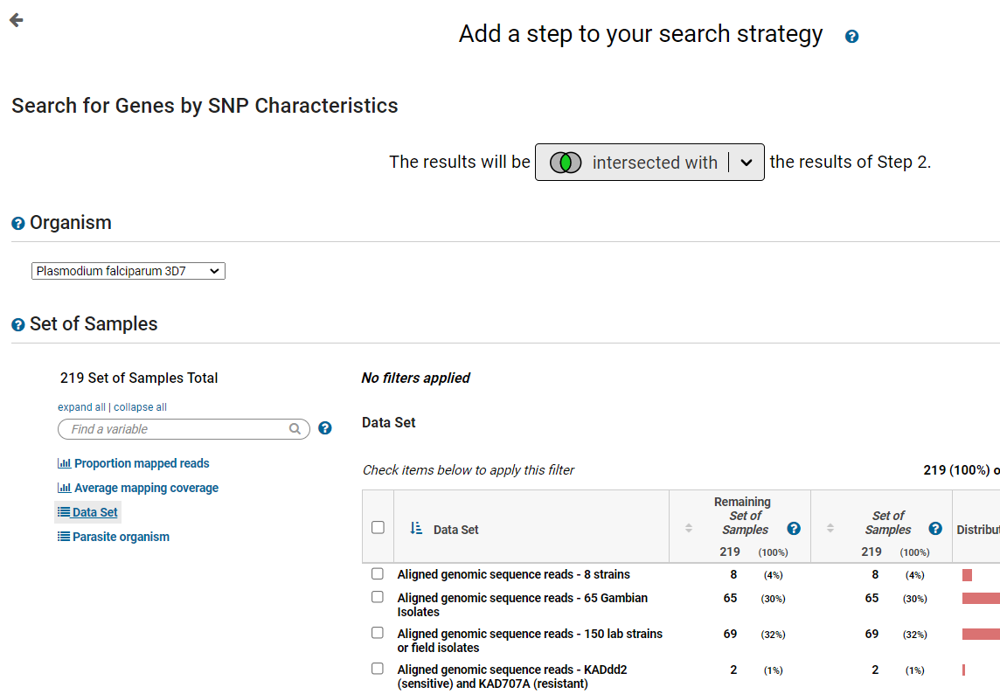 Add a step to your search strategy
Search for Genes by SNP Characteristics
The results will be intersected with the results of Step 2.
Organism
Plasmodium falciparum 3D7
Set of Samples
219 Set of Samples Total
No filters applied
expand all | collapse all
Find a variable
Data Set
Proportion mapped reads
Average mapping coverage
Data Set
Parasite organism
Check items below to apply this filter
219 (100%) o
Data Set
Remaining
Set of
Samples
219 (100%)
Set of
Samples
219 (100%)
Distribut
Aligned genomic sequence reads - 8 strains 8 (4%) 8 (4%)
Aligned genomic sequence reads - 65 Gambian 65 (30%) 65 (30%)
Isolates
Aligned genomic sequence reads - 150 lab strains 69 (32%) 69 (32%)
or field isolates
Aligned genomic sequence reads - KADdd2 2 (1%) 2 (1%)
(sensitive) and KAD707A (resistant)